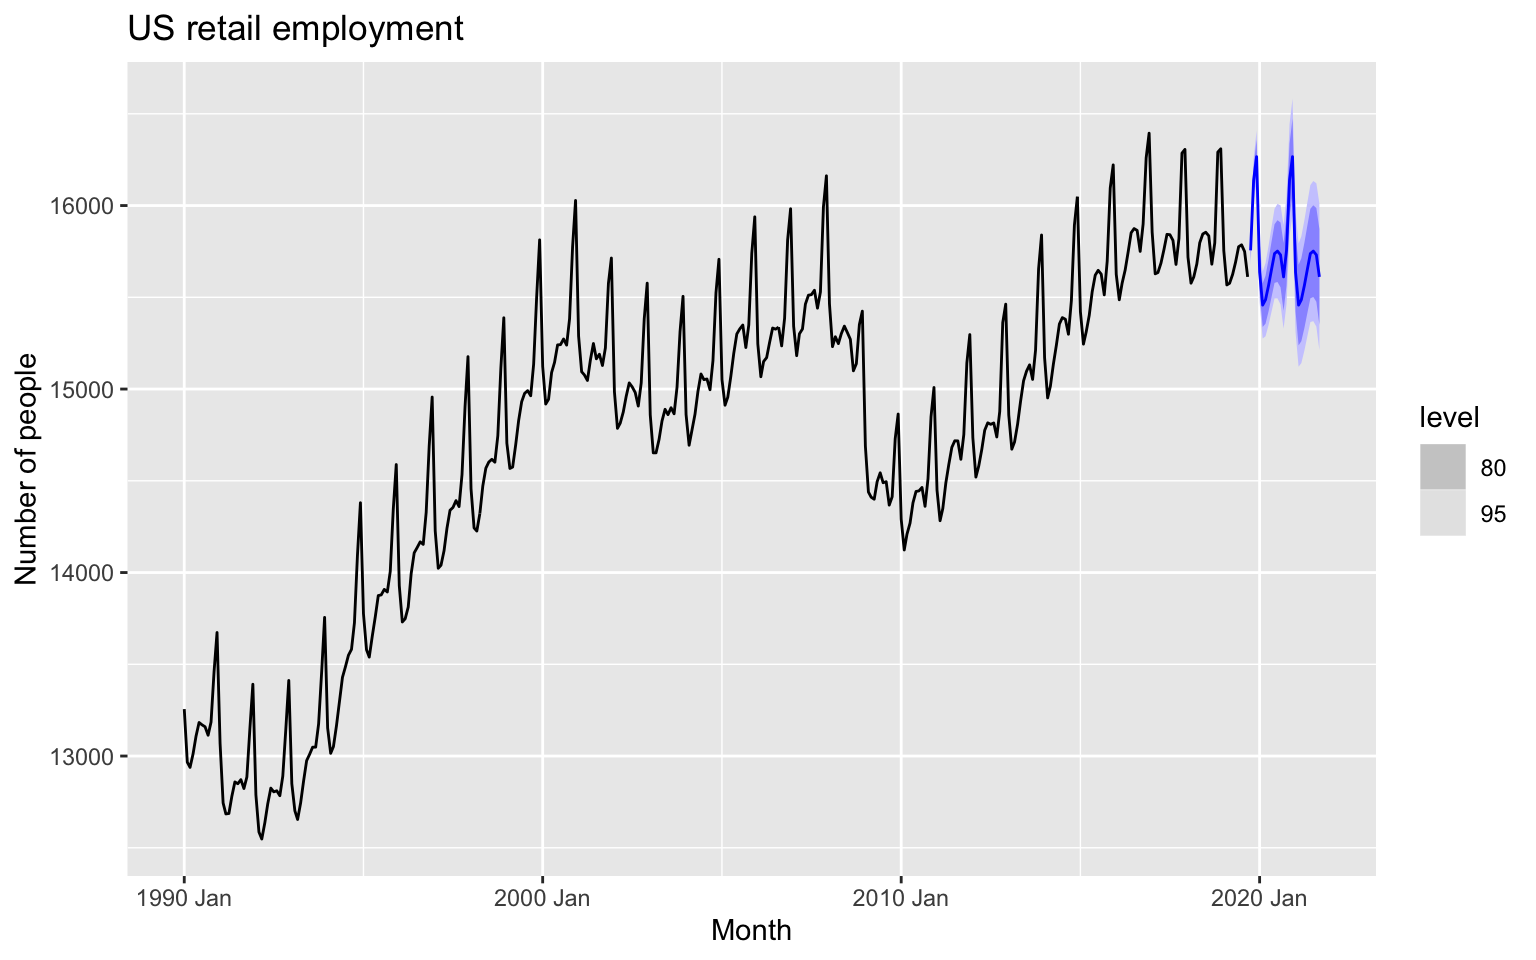 US retail employment
Number of people
16000
15000
14000
13000
1990 Jan
2000 Jan
2010 Jan
2020 Jan
Month
level
80
95